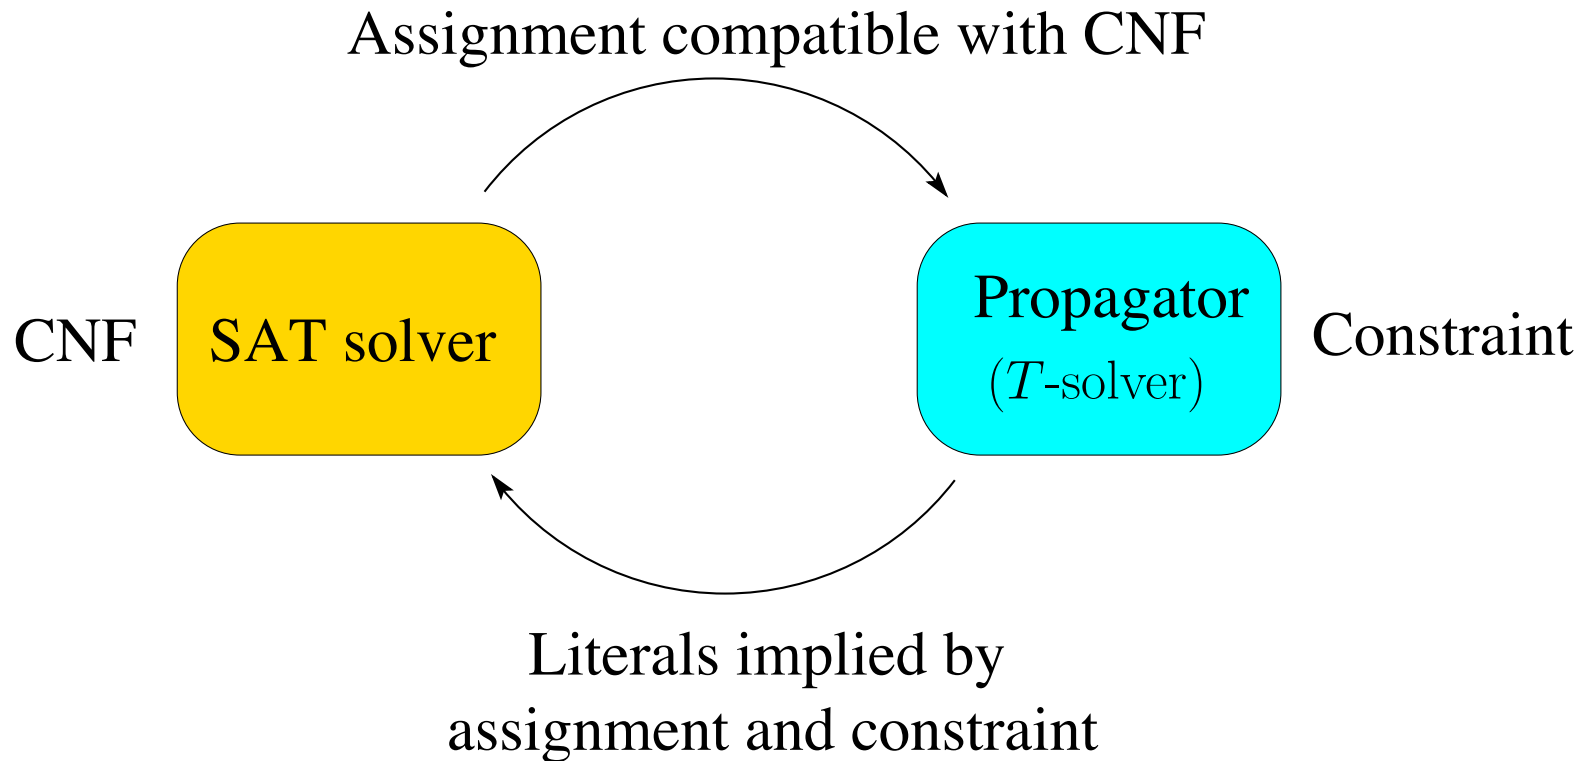 Assignment compatible with CNF
CNF
SAT solver
Propagator
(T-solver)
Constraint
Literals implied by
assignment and constraint